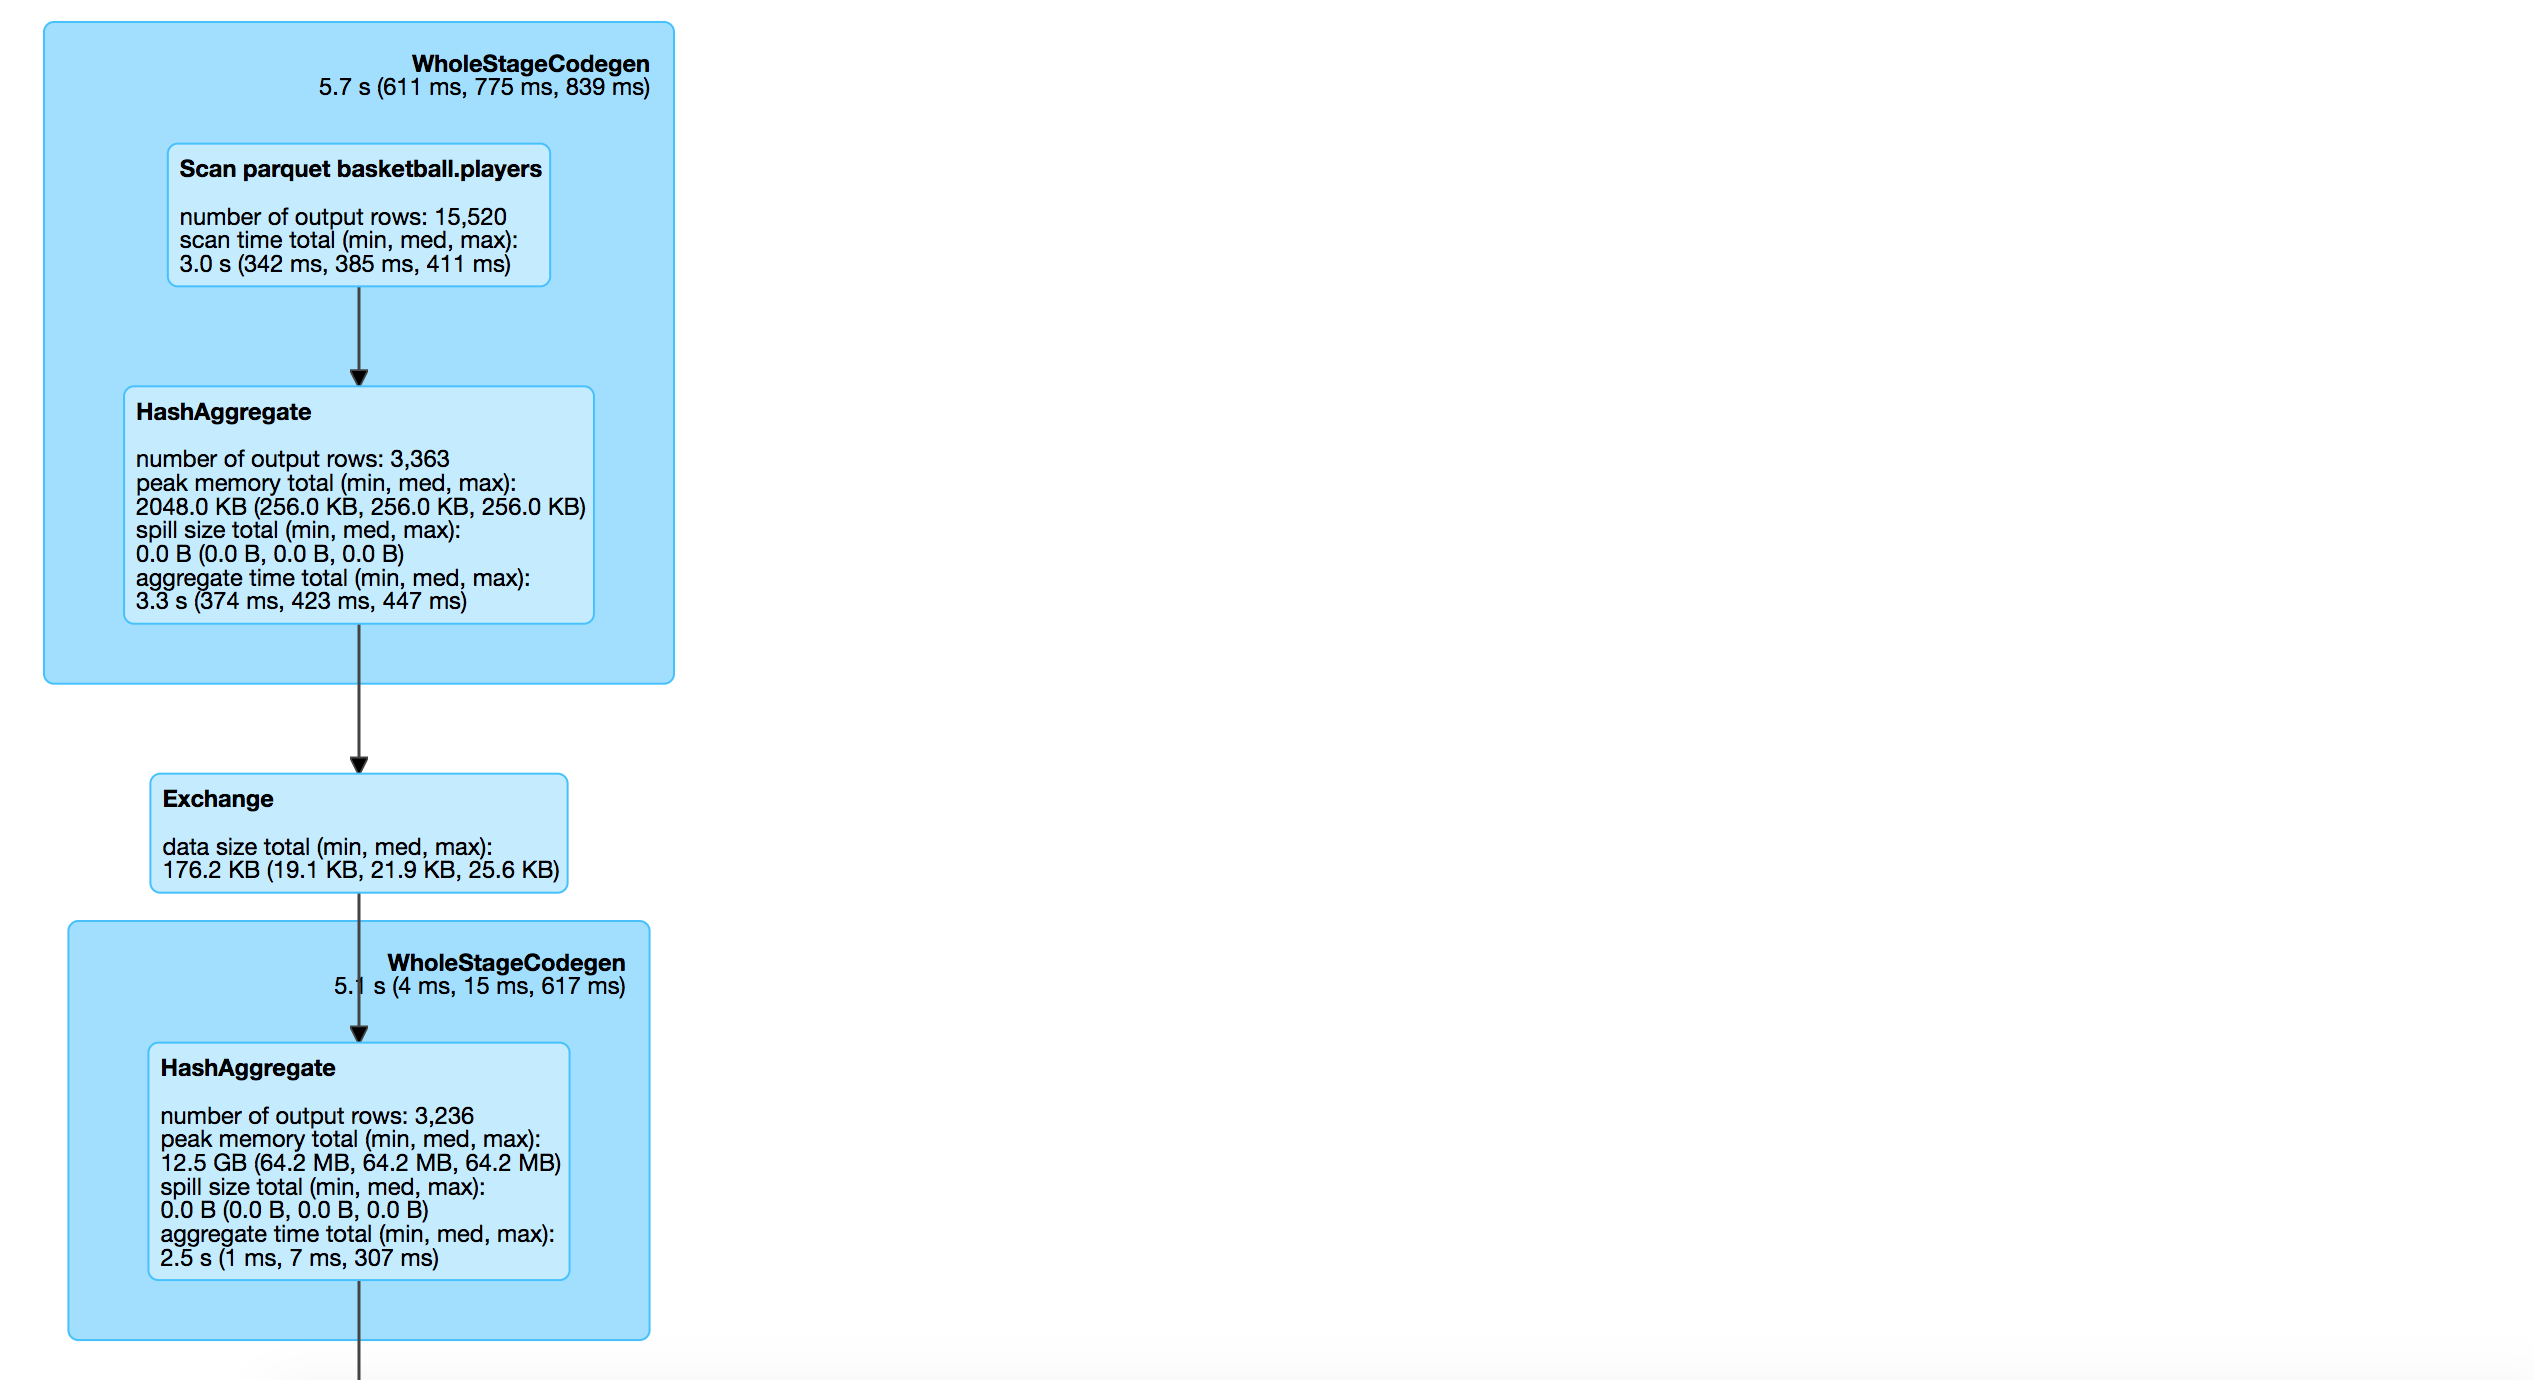 WholeStageCodegen
5.7 s (611 ms, 775 ms, 839 ms)
Scan parquet basketball.players
number of output rows: 15,520
scan time total (min, med, max):
3.0 s (342 ms, 385 ms, 411 ms)
HashAggregate
number of output rows: 3,363
peak memory total (min, med, max):
2048.0 KB (256.0 KB, 256.0 KB, 256.0 KB)
spill size total (min, med, max):
0.0 B (0.0 B, 0.0 B, 0.0 B)
aggregate time total (min, med, max):
3.3 s (374 ms, 423 ms, 447 ms)
Exchange
data size total (min, med, max):
176.2 KB (19.1 KB, 21.9 KB, 25.6 KB)
WholeStageCodegen
5.1 s (4 ms, 15 ms, 617 ms)
HashAggregate
number of output rows: 3,236
peak memory total (min, med, max):
12.5 GB (64.2 MB, 64.2 MB, 64.2 MB)
spill size total (min, med, max):
0.0 B (0.0 B, 0.0 B, 0.0 B)
aggregate time total (min, med, max):
2.5 s (1 ms, 7 ms, 307 ms)